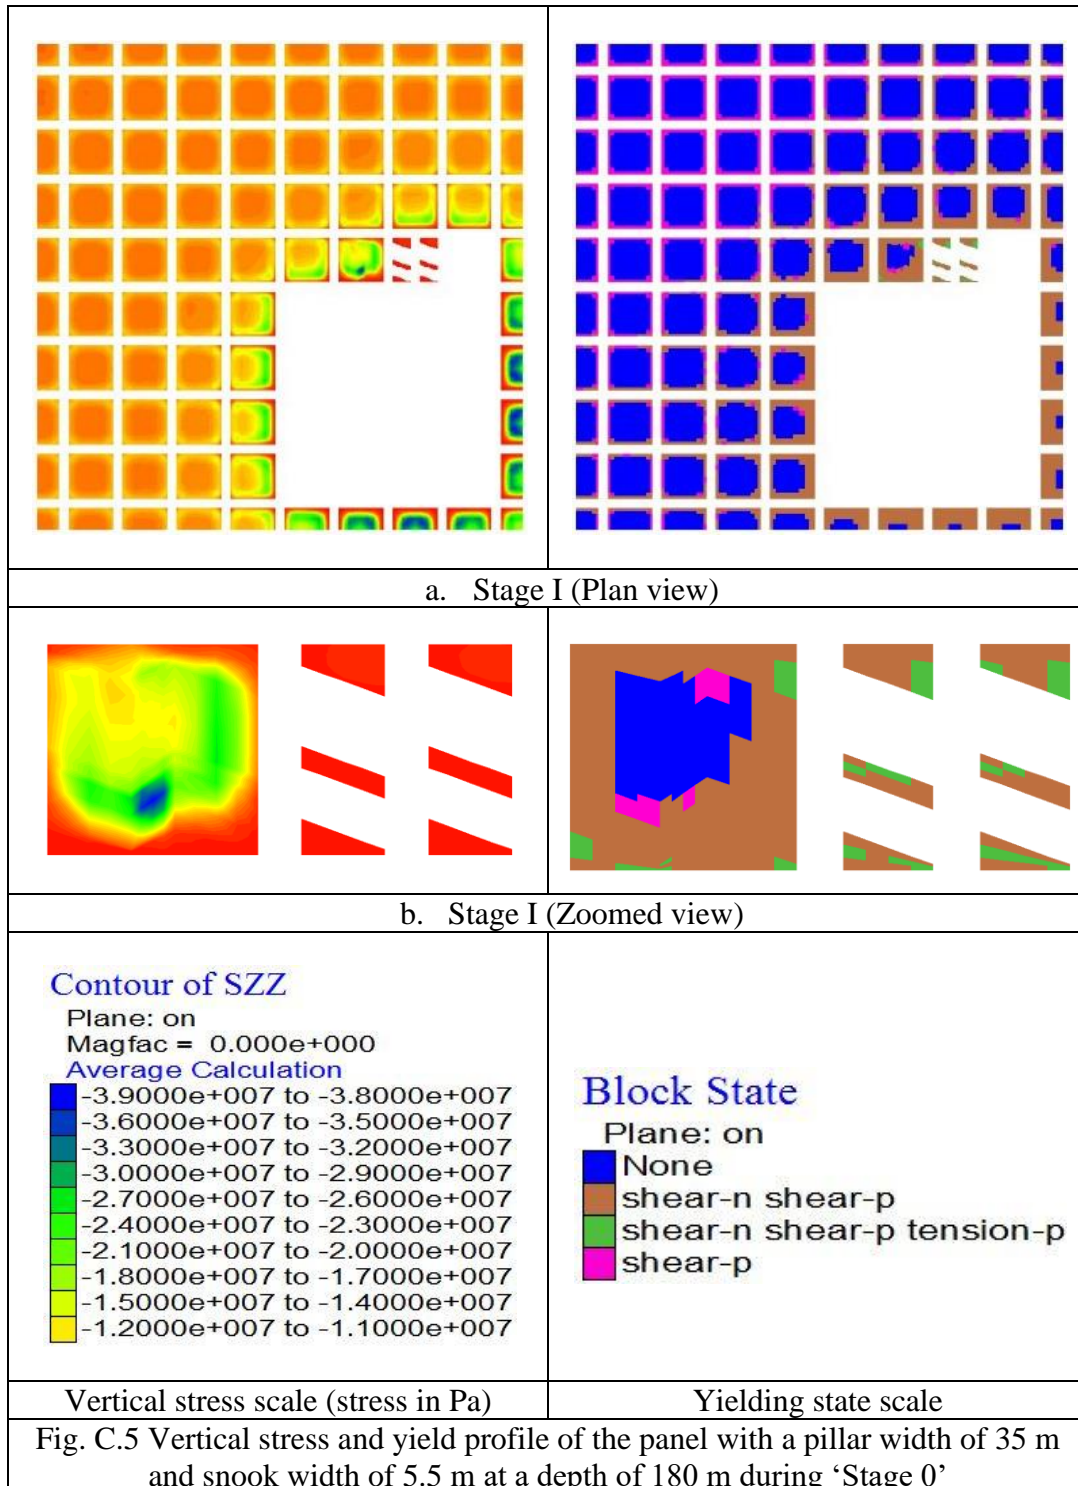 a. Stage I (Plan view)
b. Stage I (Zoomed view)
Contour of SZZ
Plane: on
Magfac = 0.000e+000
Average Calculation
-3.9000e+007 to -3.8000e+007
-3.6000e+007 to -3.5000e+007
-3.3000e+007 to -3.2000e+007
-3.0000e+007 to -2.9000e+007
-2.7000e+007 to -2.6000e+007
-2.4000e+007 to -2.3000e+007
-2.1000e+007 to -2.0000e+007
-1.8000e+007 to -1.7000e+007
-1.5000e+007 to -1.4000e+007
-1.2000e+007 to -1.1000e+007
Block State
Plane: on
None
shear-n shear-p
shear-n shear-p tension-p
shear-p
Vertical stress scale (stress in Pa)
Yielding state scale
Fig. C.5 Vertical stress and yield profile of the panel with a pillar width of 35 m
and snook width of 5.5 m at a depth of 180 m during ‘Stage 0’